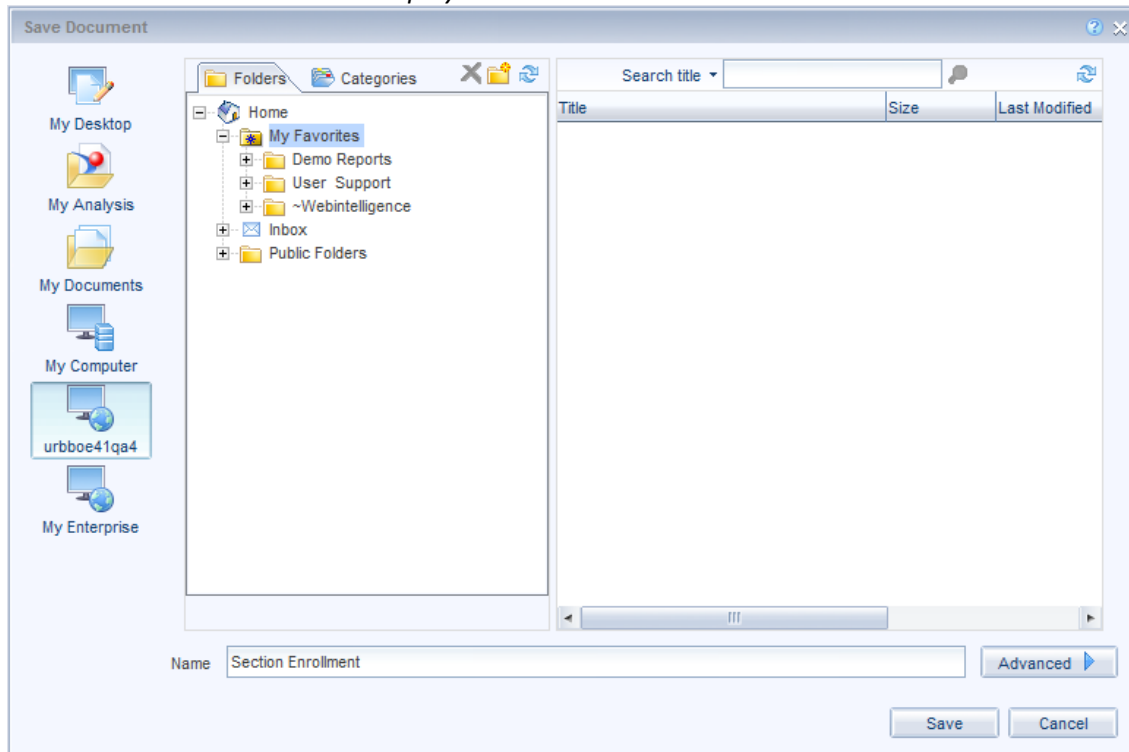 Save Document
Folders
Categories
Search title
My Desktop
Home
Title
Size
Last Modified
My Favorites
Demo Reports
User Support
My Analysis
~Webintelligence
Inbox
Public Folders
My Documents
My Computer
urbboe41qa4
My Enterprise
Name
Section Enrollment
Advanced
Save
Cancel